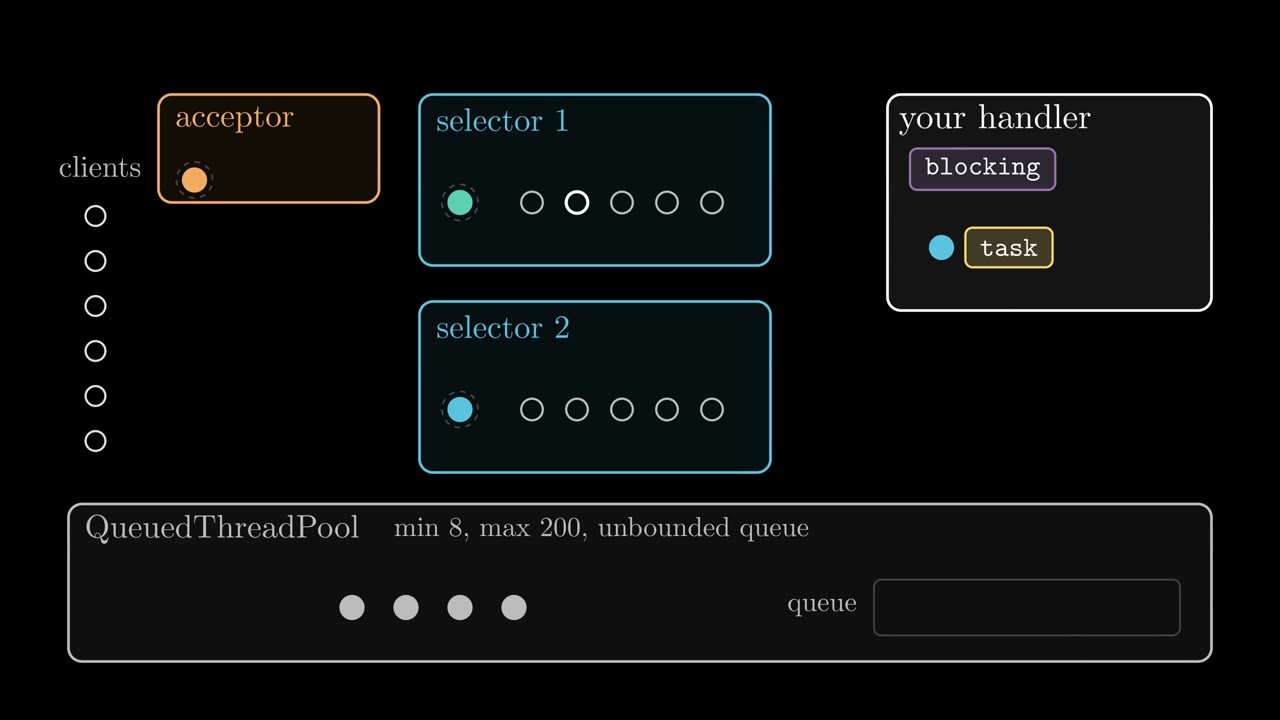 clients
acceptor
selector 1
selector 2
your handler
blocking
task
QueuedThreadPool
min 8, max 200, unbounded queue
queue